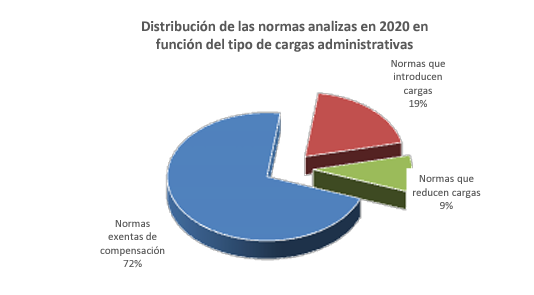 Distribución de las normas analizas en 2020 en
función del tipo de cargas administrativas
Normas que
introducen
cargas
19%
Normas que
reducen cargas
9%
Normas
exentas de
compensación
72%